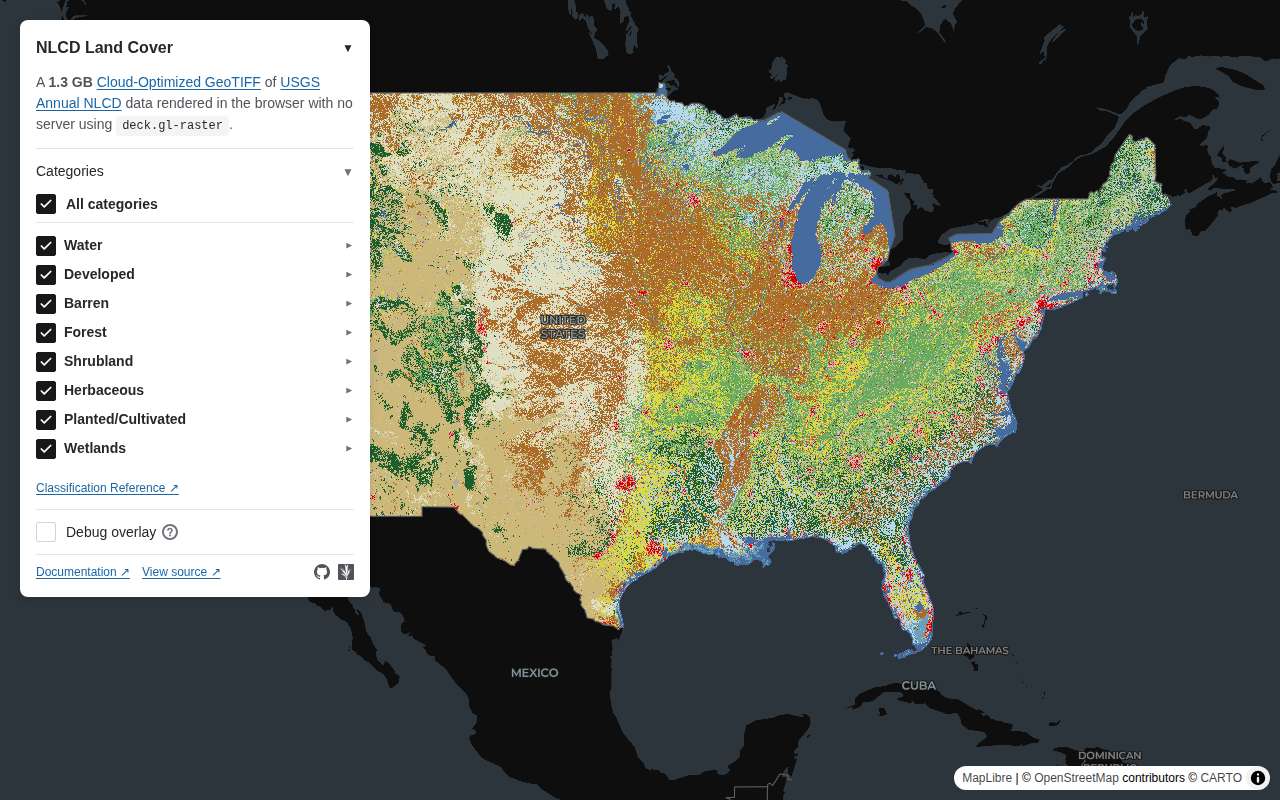 NLCD Land Cover ▼
A 1.3 GB Cloud-Optimized GeoTIFF of USGS
Annual NLCD data rendered in the browser with no
server using deck.gl-raster.
Categories ▼
All categories
Water ►
Developed ►
Barren ►
Forest ►
Shrubland ►
Herbaceous ►
Planted/Cultivated ►
Wetlands ►
Classification Reference ↗
Debug overlay ?
Documentation ↗ View source ↗
UNITED
STATES
BERMUDA
THE BAHAMAS
MEXICO
CUBA
DOMINICAN
MapLibre | © OpenStreetMap contributors © CARTO